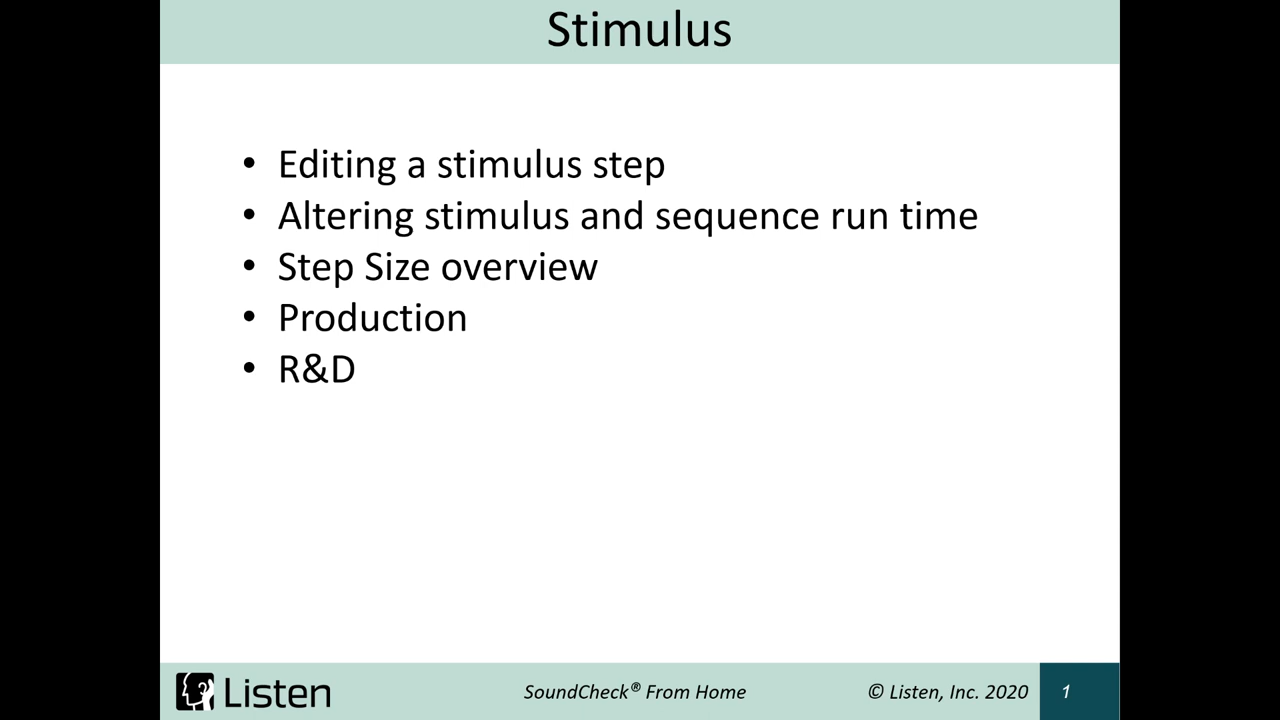 Stimulus
• Editing a stimulus step
• Altering stimulus and sequence run time
• Step Size overview
• Production
• R&D
Listen
SoundCheck® From Home
© Listen, Inc. 2020
1